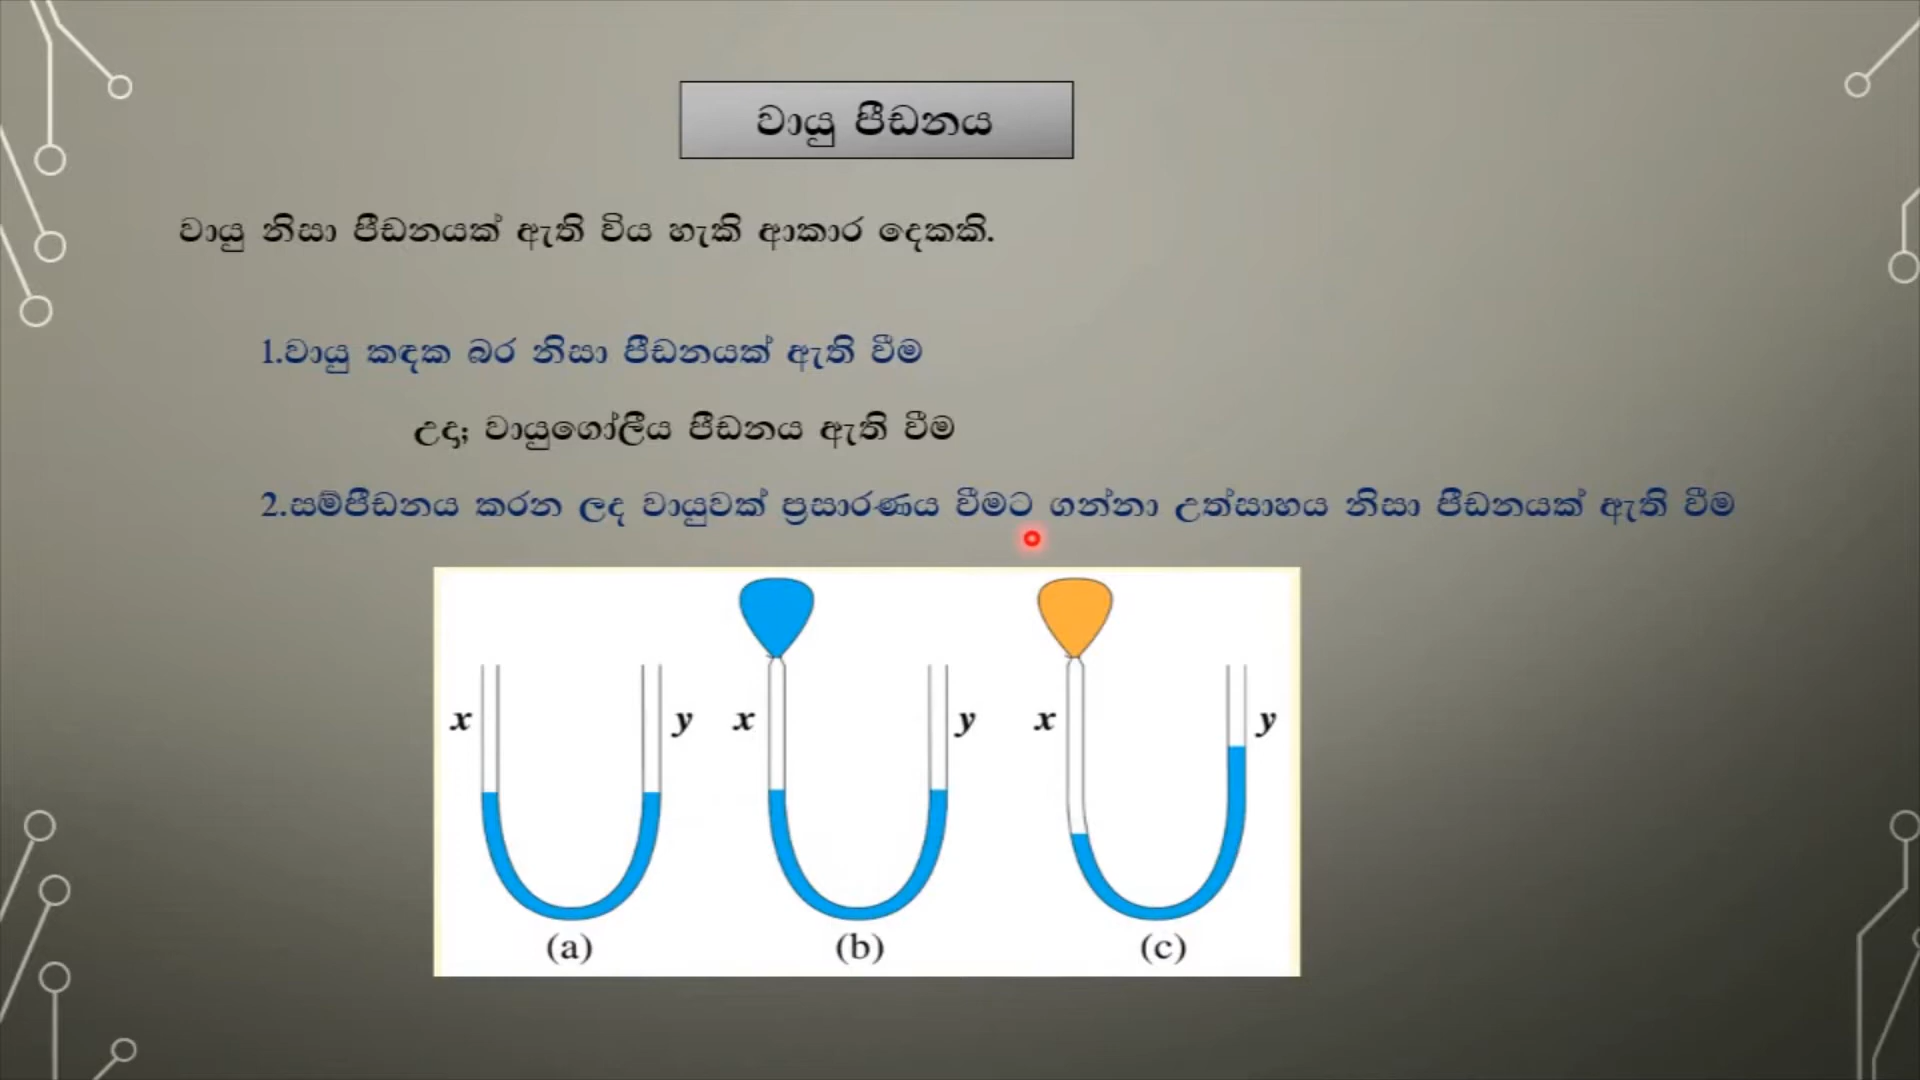 වායු පීඩනය
වායු නිසා පීඩනයක් ඇති විය හැකි ආකාර දෙකකි.
1.වායු කඳක බර නිසා පීඩනයක් ඇති වීම
උදා; වායුගෝලීය පීඩනය ඇති වීම
2.සම්පීඩනය කරන ලද වායුවක් ප්‍රසාරණය වීමට ගන්නා උත්සාහය නිසා පීඩනයක් ඇති වීම
x y x y x y
(a) (b) (c)